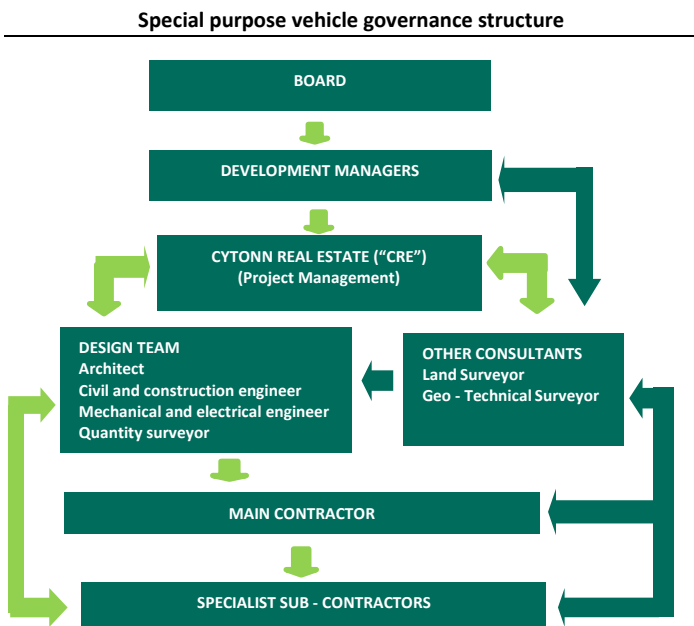 Special purpose vehicle governance structure
BOARD
DEVELOPMENT MANAGERS
CYTONN REAL ESTATE (“CRE”)
(Project Management)
DESIGN TEAM
Architect
Civil and construction engineer
Mechanical and electrical engineer
Quantity surveyor
OTHER CONSULTANTS
Land Surveyor
Geo - Technical Surveyor
MAIN CONTRACTOR
SPECIALIST SUB - CONTRACTORS